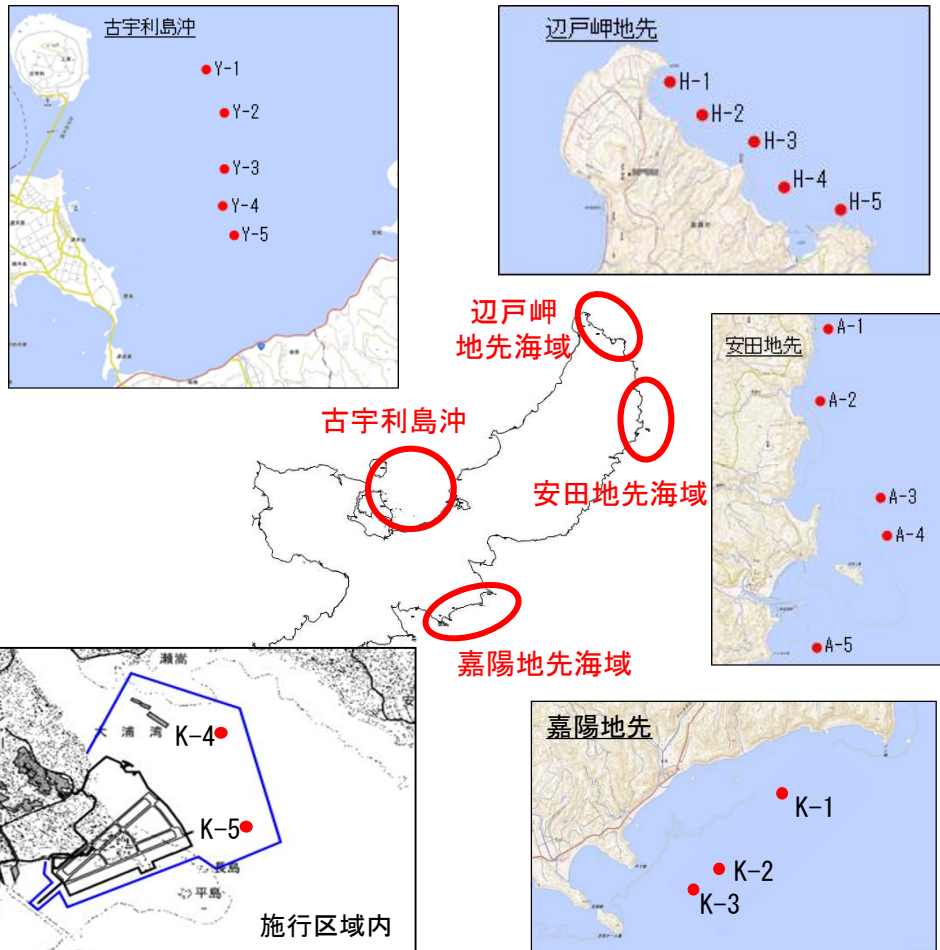 古宇利島沖
Y-1
Y-2
Y-3
Y-4
Y-5
辺戸岬地先
H-1
H-2
H-3
H-4
H-5
辺戸岬
地先海域
古宇利島沖
安田地先海域
嘉陽地先海域
安田地先
A-1
A-2
A-3
A-4
A-5
瀬嵩
大浦湾
K-4
K-5
長島
平島
施行区域内
嘉陽地先
K-1
K-2
K-3